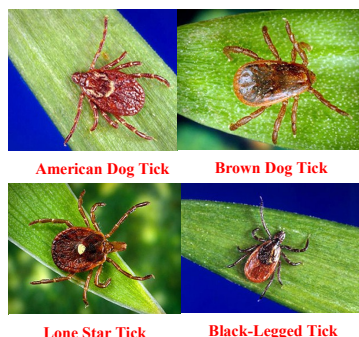 American Dog Tick
Brown Dog Tick
Lone Star Tick
Black-Legged Tick